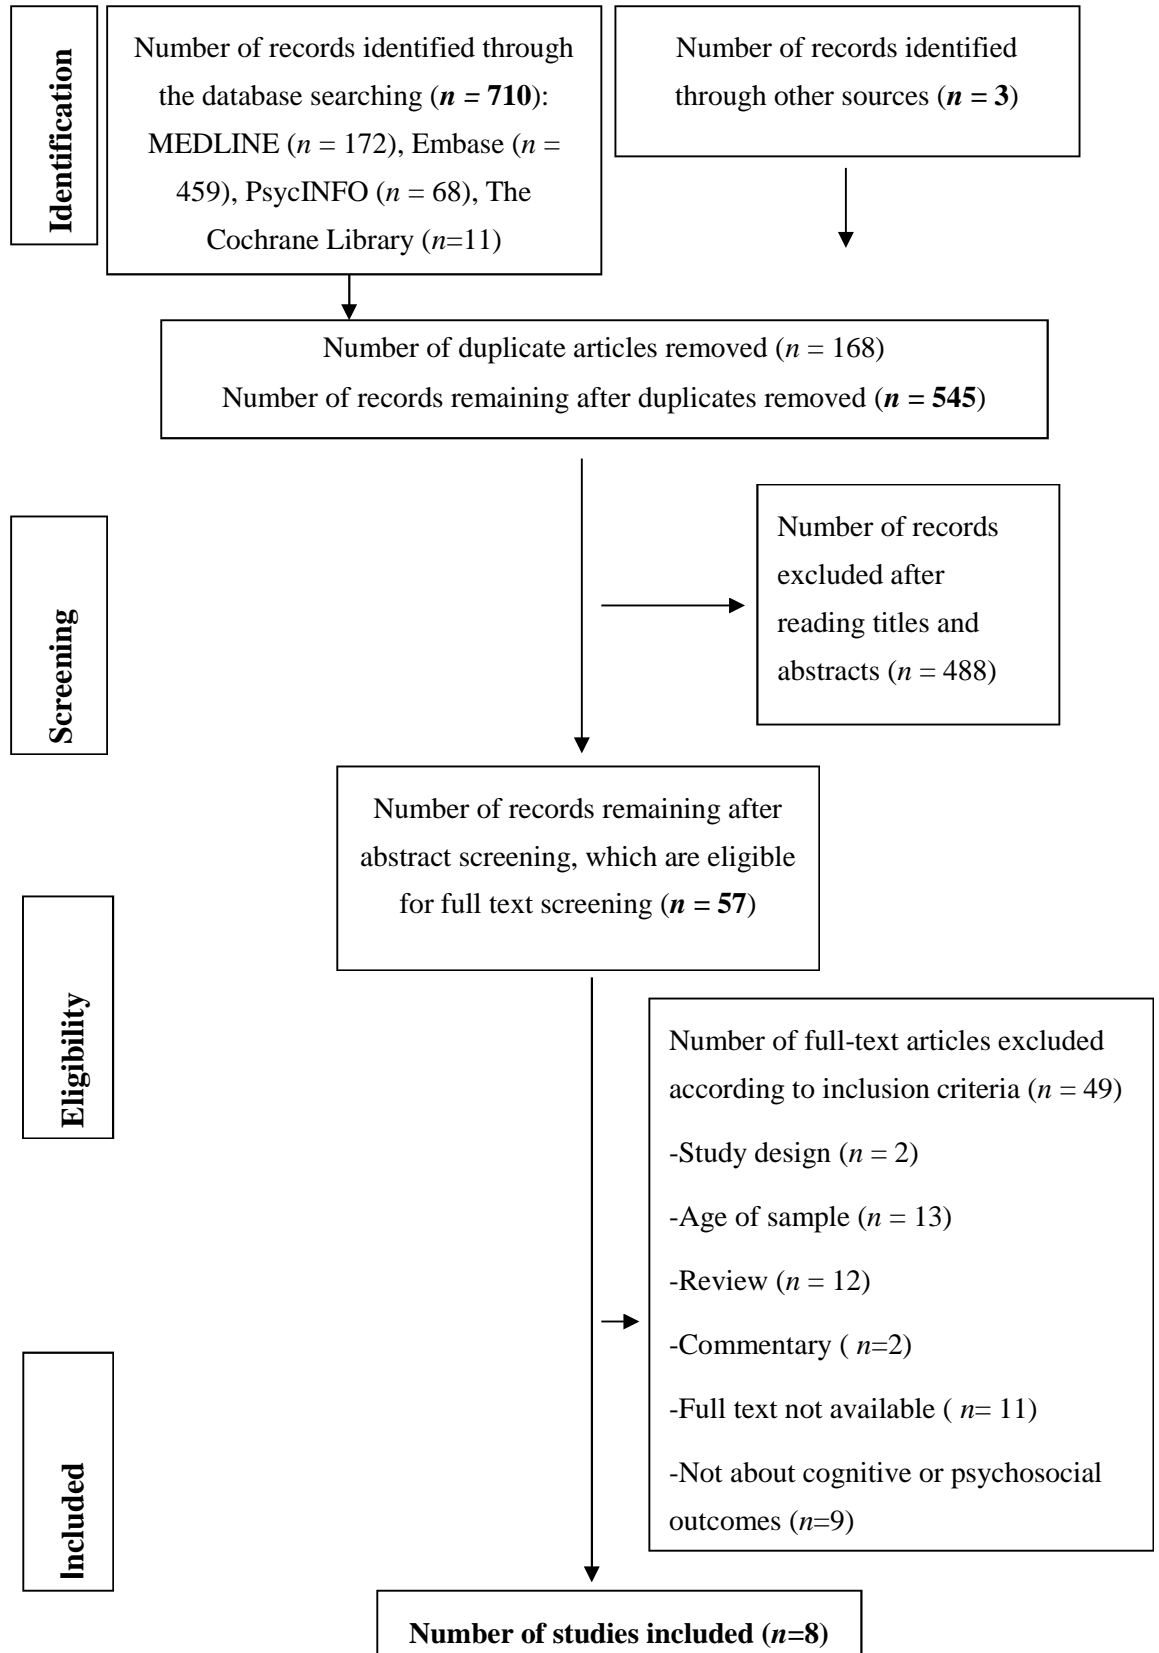 Identification
Number of records identified through
the database searching (n = 710):
MEDLINE (n = 172), Embase (n =
459), PsycINFO (n = 68), The
Cochrane Library (n=11)
Number of records identified
through other sources (n = 3)
Number of duplicate articles removed (n = 168)
Number of records remaining after duplicates removed (n = 545)
Screening
Number of records
excluded after
reading titles and
abstracts (n = 488)
Number of records remaining after
abstract screening, which are eligible
for full text screening (n = 57)
Eligibility
Number of full-text articles excluded
according to inclusion criteria (n = 49)
-Study design (n = 2)
-Age of sample (n = 13)
-Review (n = 12)
-Commentary ( n=2)
-Full text not available ( n= 11)
-Not about cognitive or psychosocial
outcomes (n=9)
Included
Number of studies included (n=8)